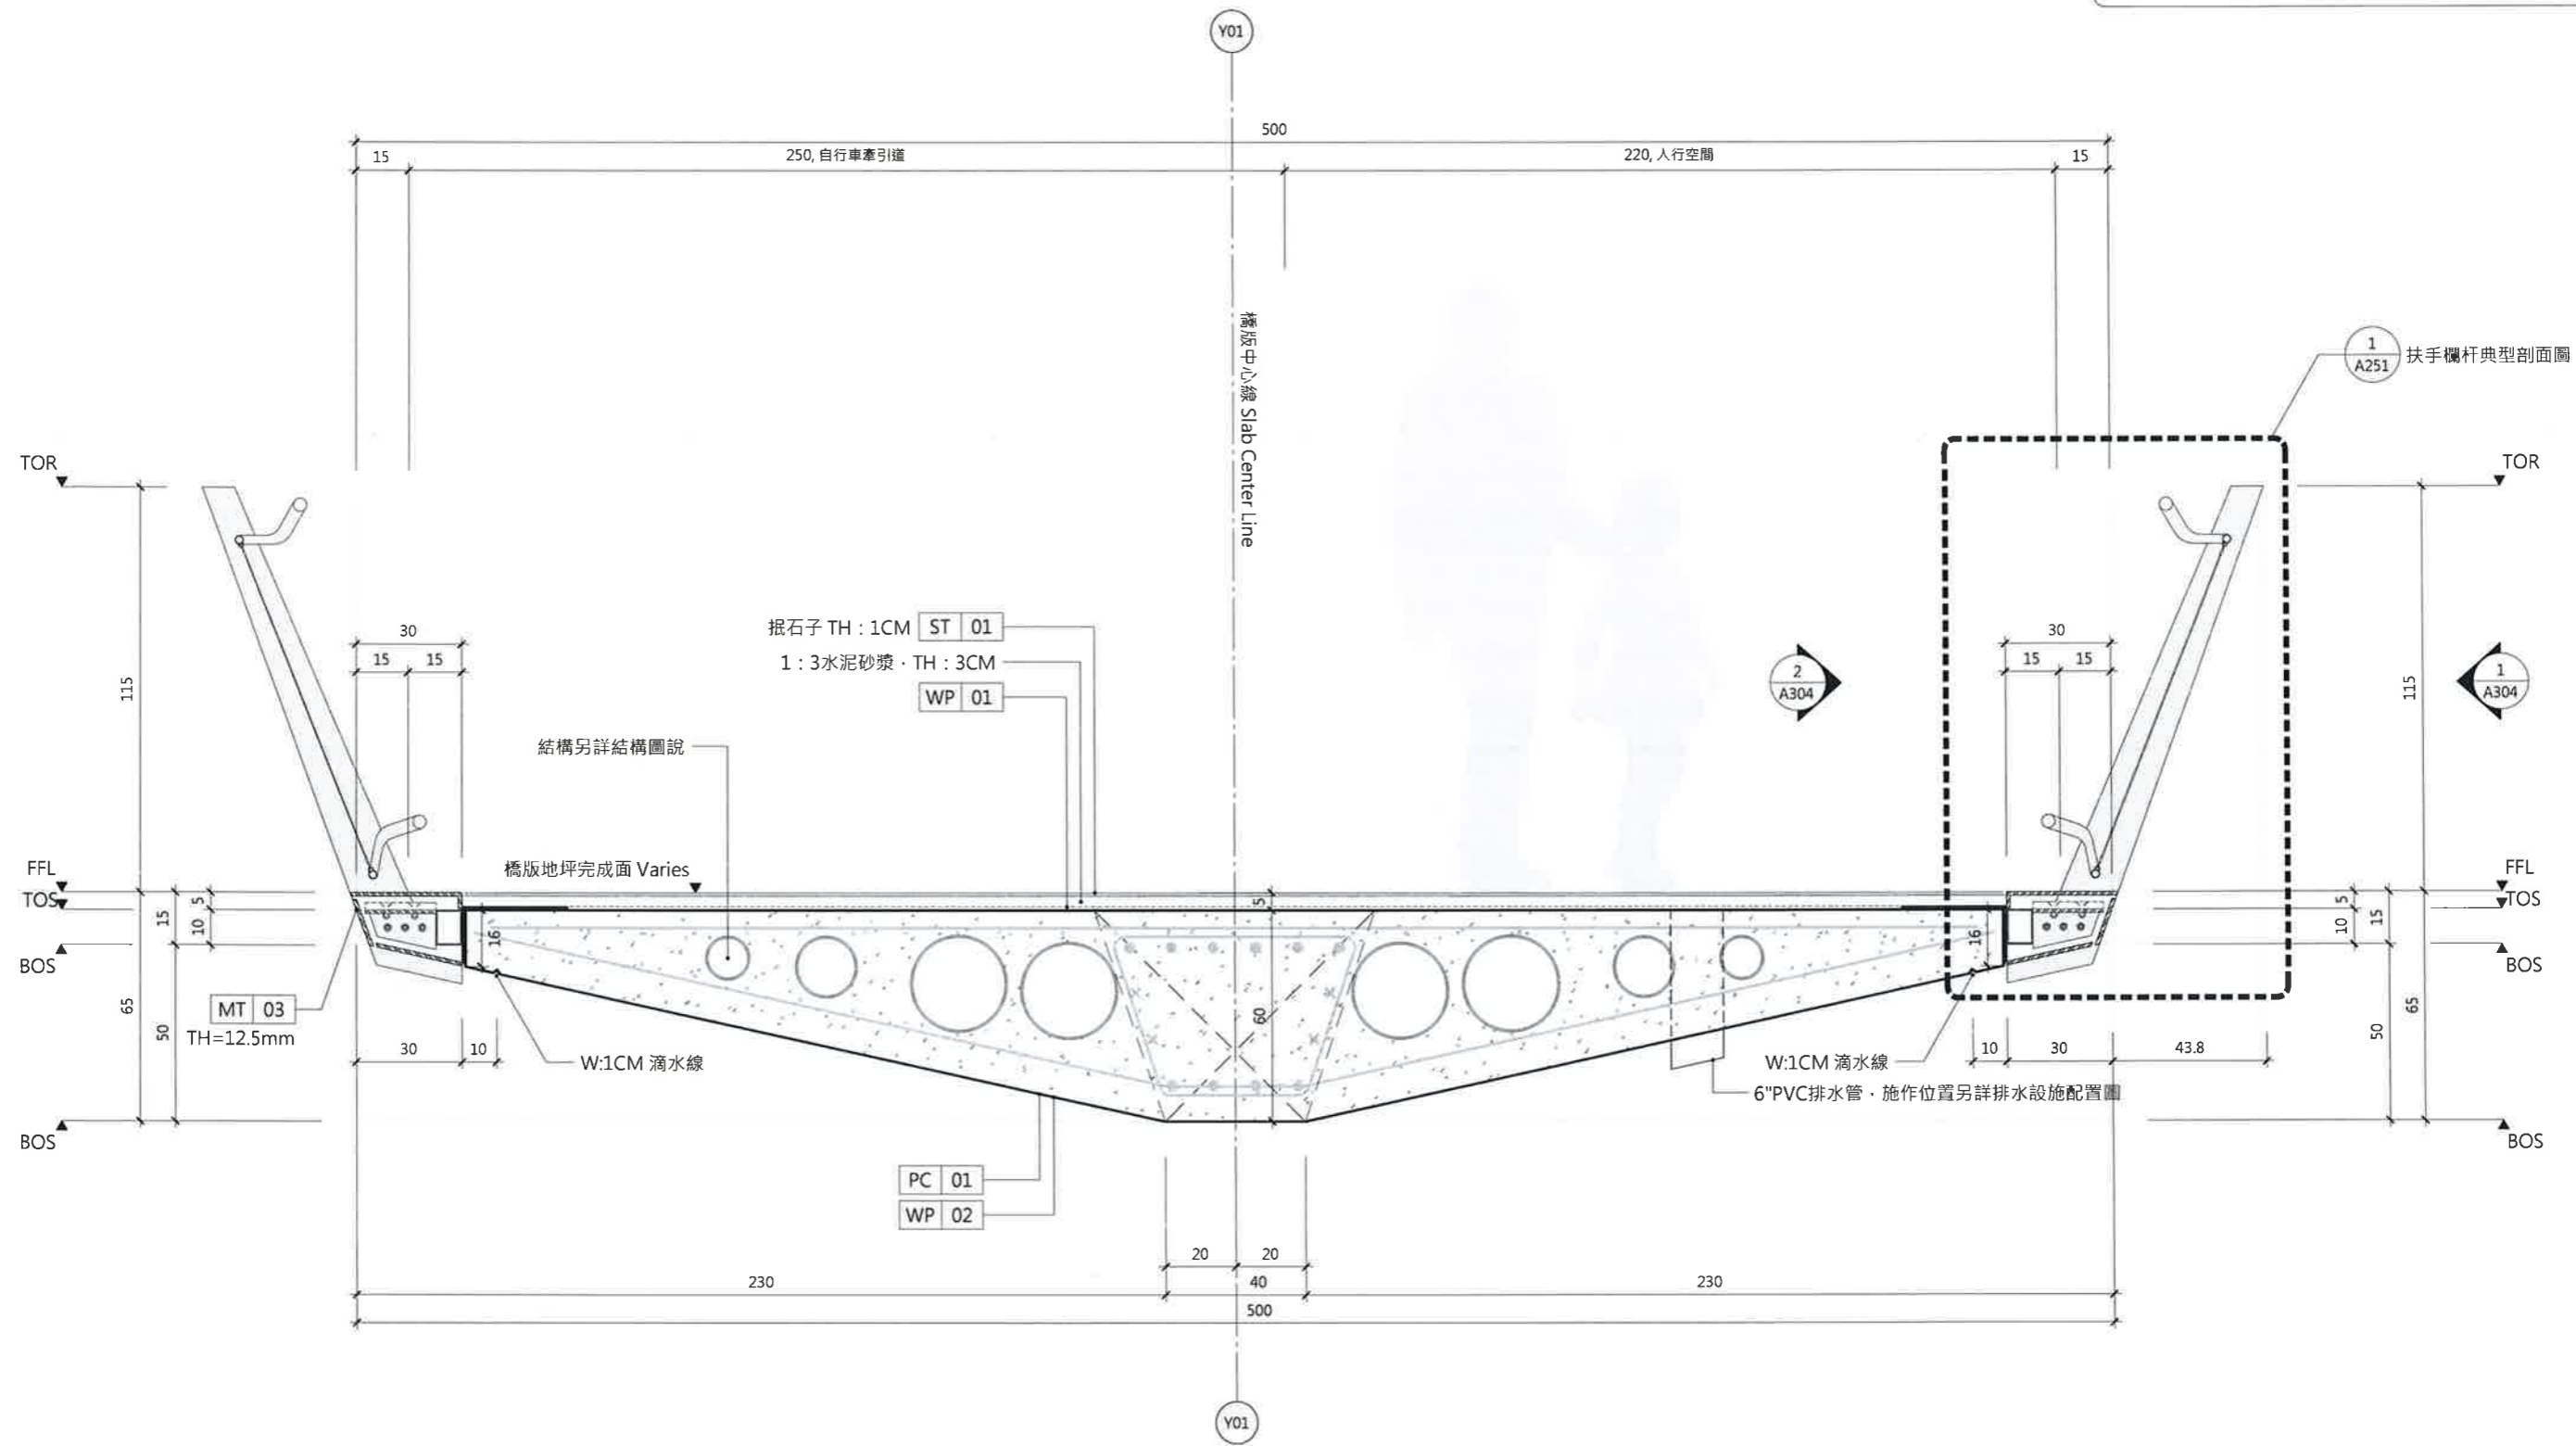 Y01
500
15
250, 自行車牽引道
220, 人行空間
15
橋版中心線 Slab Center Line
1
A251
扶手欄杆典型剖面圖
TOR
TOR
抿石子 TH：1CM ST 01
1：3水泥砂漿．TH：3CM
WP 01
30
15 15
30
15 15
2
A304
1
A304
115
115
結構另詳結構圖說
橋版地坪完成面 Varies
FFL
TOS
BOS
FFL
TOS
BOS
5
10
15
5
5
10
15
16
16
60
65
50
65
50
MT 03
TH=12.5mm
30
10
W:1CM 滴水線
W:1CM 滴水線
10
30
43.8
6"PVC排水管．施作位置另詳排水設施配置圖
BOS
BOS
PC 01
WP 02
20
20
230
40
230
500
Y01